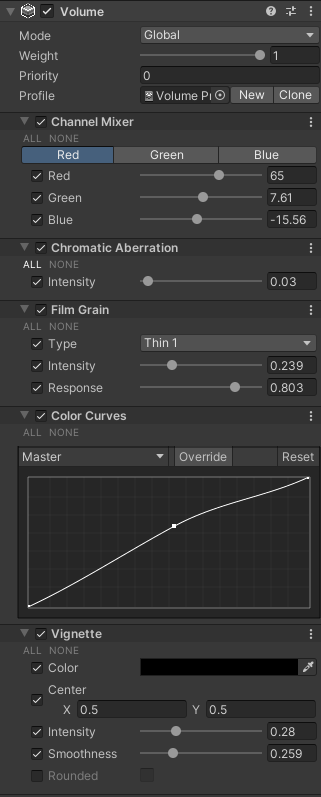 Volume
Mode Global
Weight 1
Priority 0
Profile Volume Pr New Clone
Channel Mixer
ALL NONE
Red Green Blue
Red 65
Green 7.61
Blue -15.56
Chromatic Aberration
ALL NONE
Intensity 0.03
Film Grain
ALL NONE
Type Thin 1
Intensity 0.239
Response 0.803
Color Curves
ALL NONE
Master Override Reset
Vignette
ALL NONE
Color
Center
X 0.5 Y 0.5
Intensity 0.28
Smoothness 0.259
Rounded